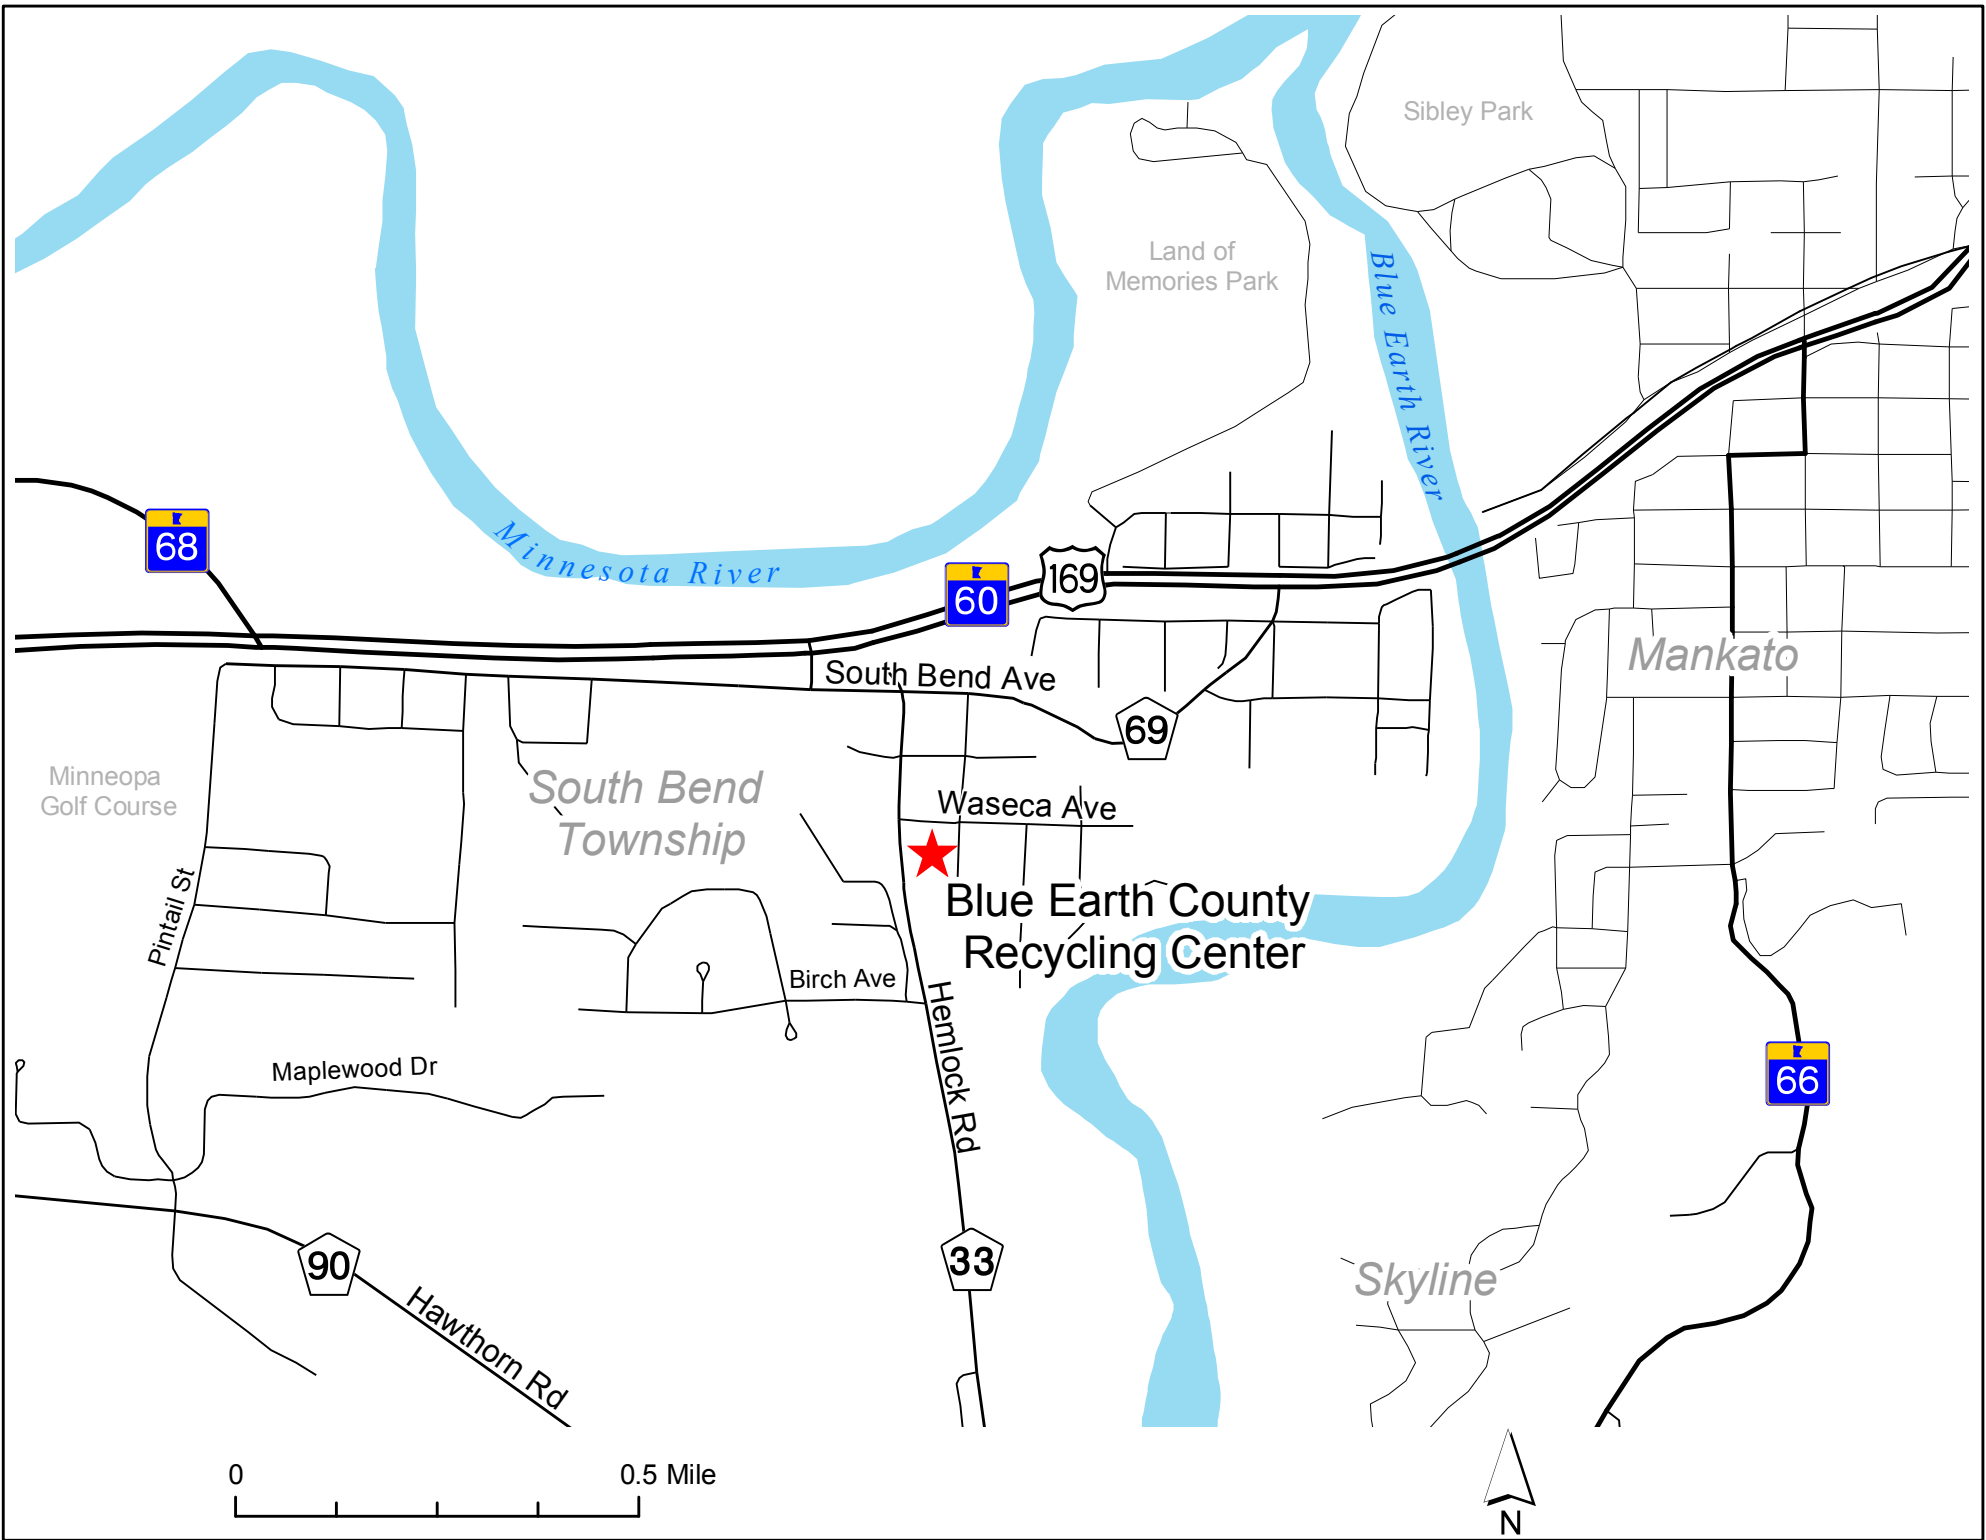 Sibley Park
Land of
Memories Park
Blue Earth River
68
Minnesota River
60
169
South Bend Ave
Mankato
69
Minneopa
Golf Course
South Bend
Township
Waseca Ave
Pintail St
Blue Earth County
Recycling Center
Birch Ave
Hemlock Rd
Maplewood Dr
66
90
33
Skyline
Hawthorn Rd
0
0.5 Mile
N